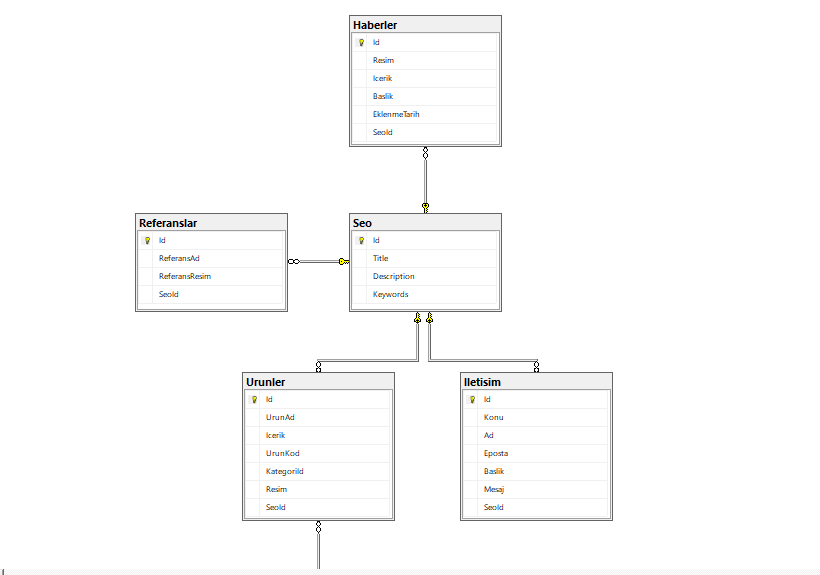 Haberler
Id
Resim
Icerik
Baslik
EklenmeTarih
SeoId
Referanslar
Id
ReferansAd
ReferansResim
SeoId
Seo
Id
Title
Description
Keywords
Urunler
Id
UrunAd
Icerik
UrunKod
KategoriId
Resim
SeoId
Iletisim
Id
Konu
Ad
Eposta
Baslik
Mesaj
SeoId